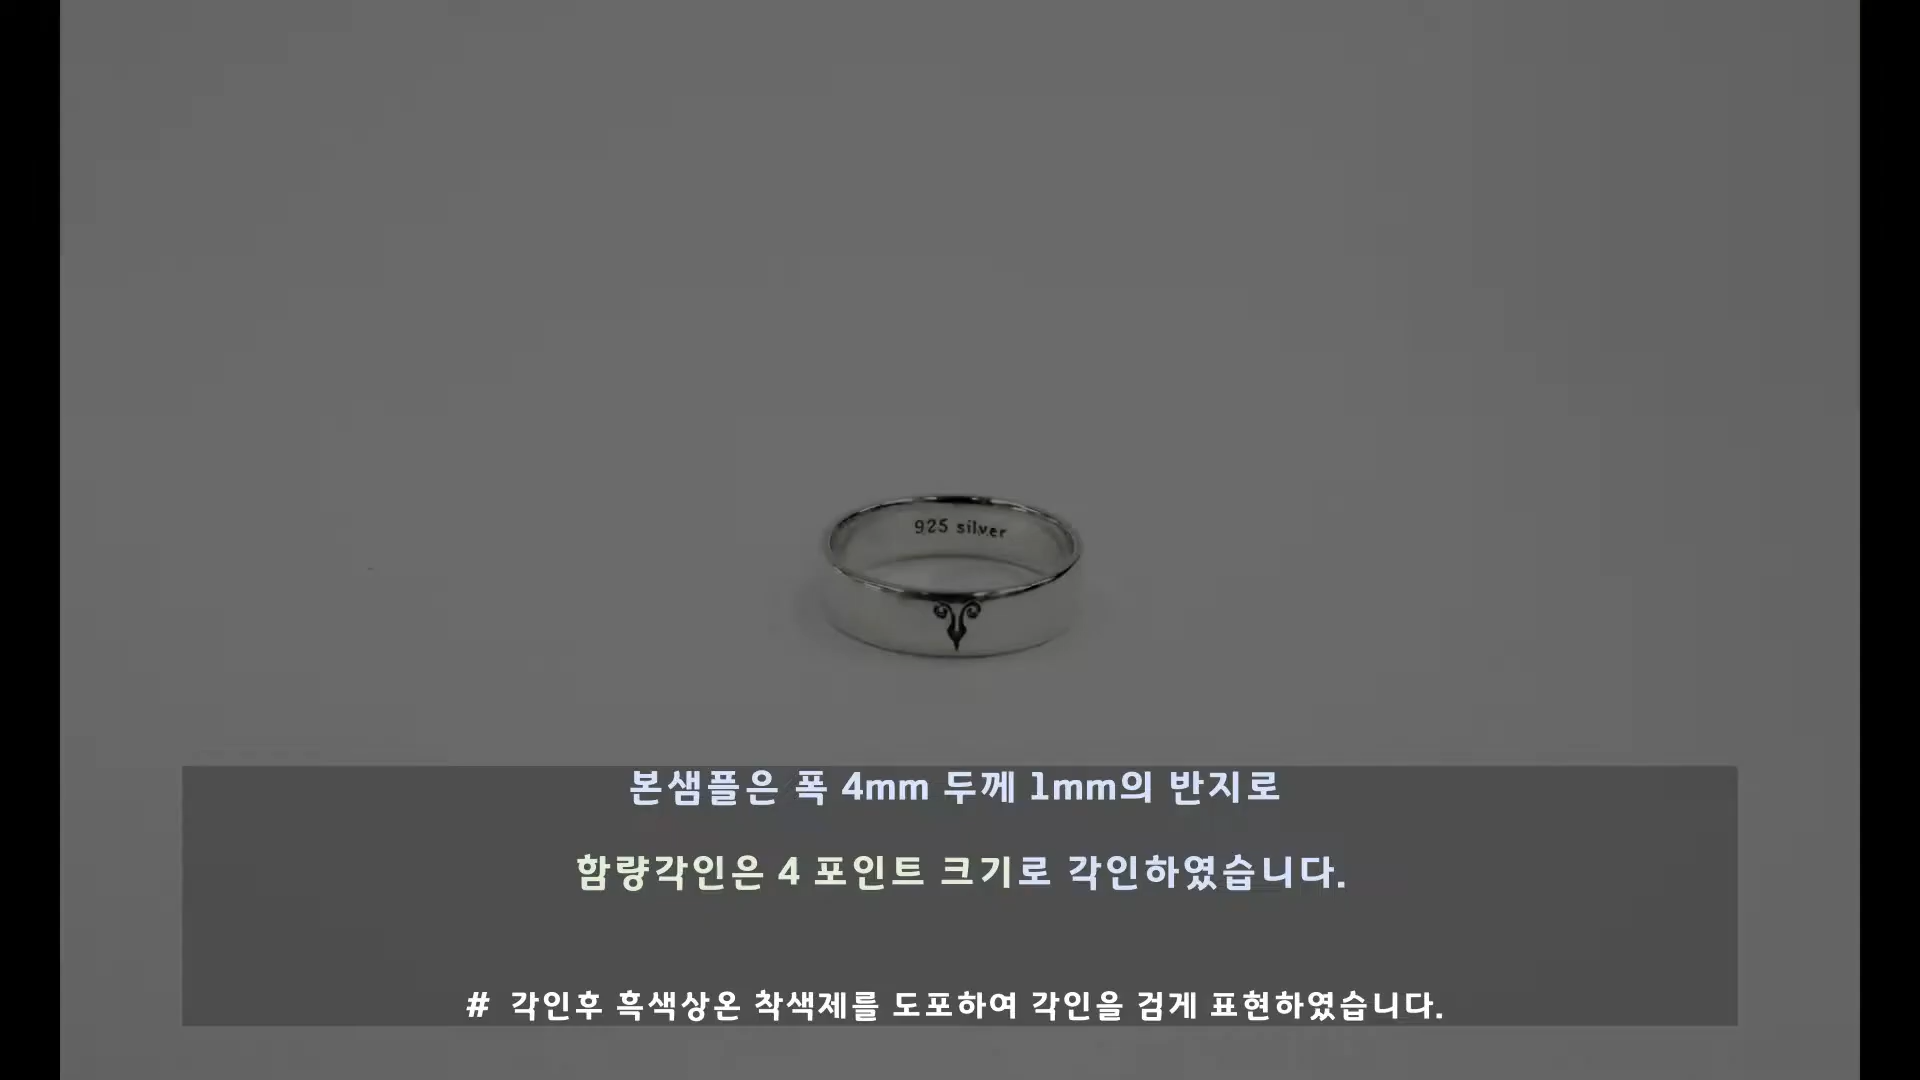 925 silver
본샘플은 폭 4mm 두께 1mm의 반지로
함량각인은 4 포인트 크기로 각인하였습니다.
# 각인후 흑색상온 착색제를 도포하여 각인을 검게 표현하였습니다.